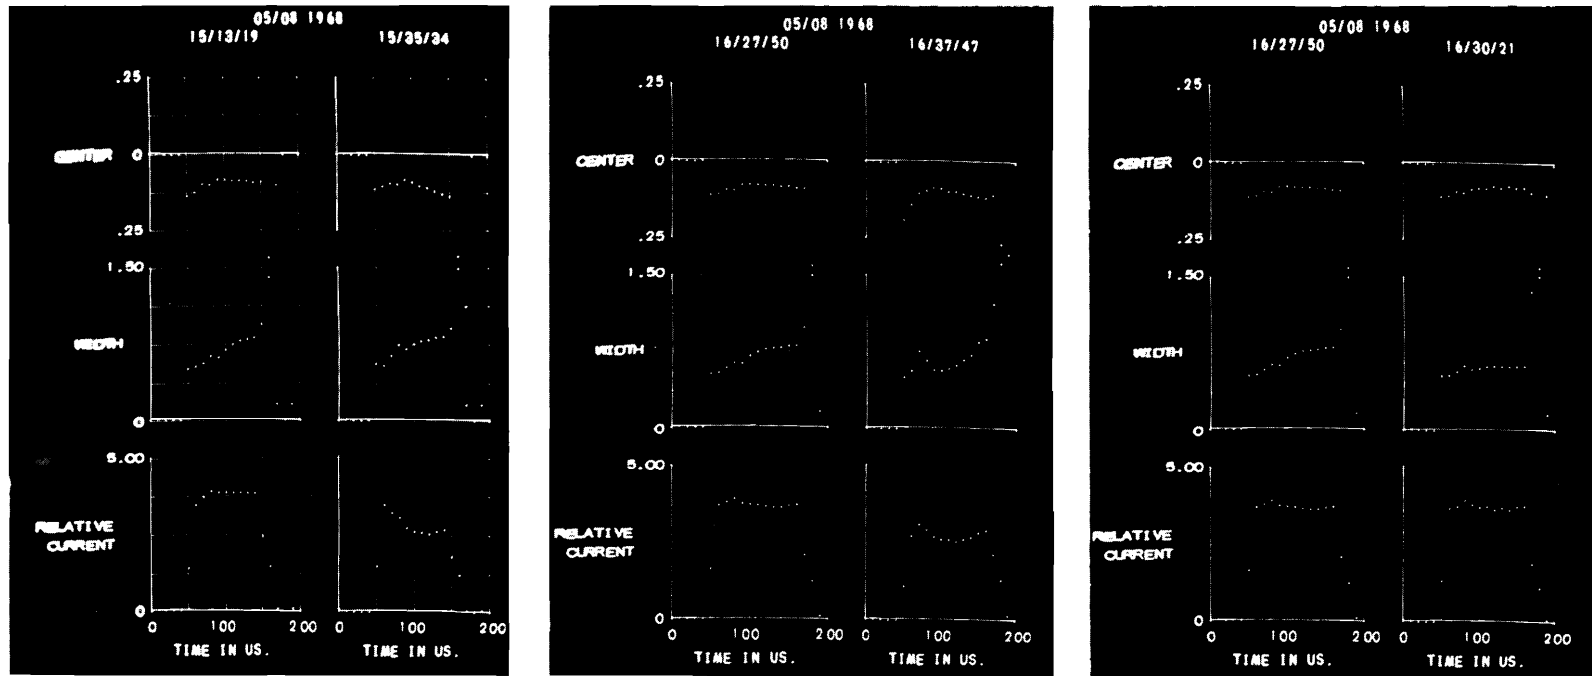 05/08 1968
15/13/19 15/35/34
.25
CENTER 0
.25
1.50
WIDTH
0
5.00
RELATIVE
CURRENT
0
0 100 200 0 100 200
TIME IN US. TIME IN US.
05/08 1968
16/27/50 16/37/47
.25
CENTER 0
.25
1.50
WIDTH
0
5.00
RELATIVE
CURRENT
0
0 100 200 0 100 200
TIME IN US. TIME IN US.
05/08 1968
16/27/50 16/30/21
.25
CENTER 0
.25
1.50
WIDTH
0
5.00
RELATIVE
CURRENT
0
0 100 200 0 100 200
TIME IN US. TIME IN US.